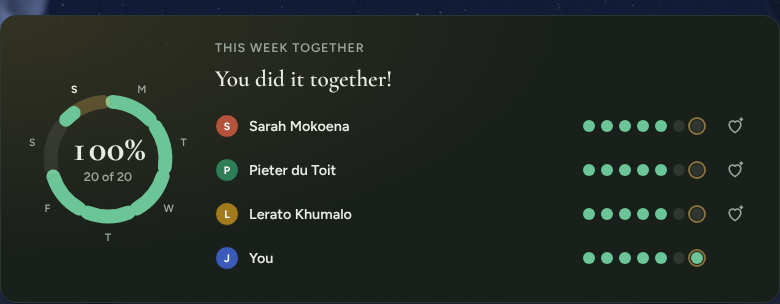 THIS WEEK TOGETHER
You did it together!
S
M
T
W
T
F
S
100%
20 of 20
S Sarah Mokoena
P Pieter du Toit
L Lerato Khumalo
J You